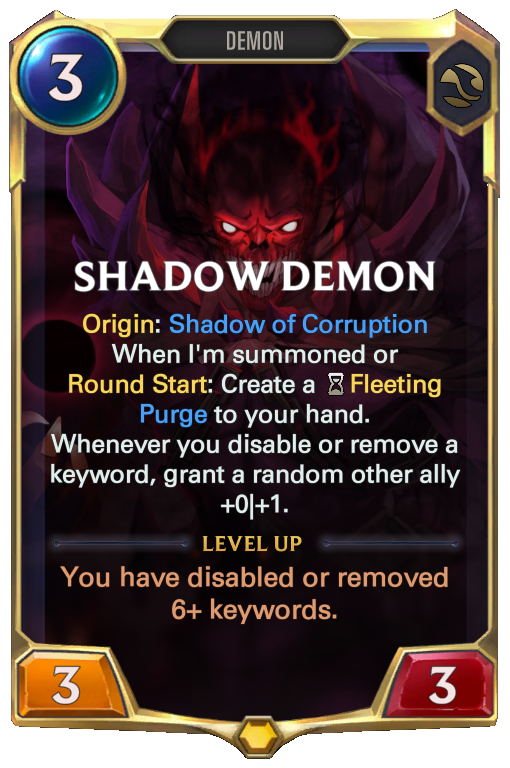 DEMON
3
SHADOW DEMON
Origin: Shadow of Corruption
When I'm summoned or
Round Start: Create a Fleeting
Purge to your hand.
Whenever you disable or remove a
keyword, grant a random other ally
+0|+1.
LEVEL UP
You have disabled or removed
6+ keywords.
3
3